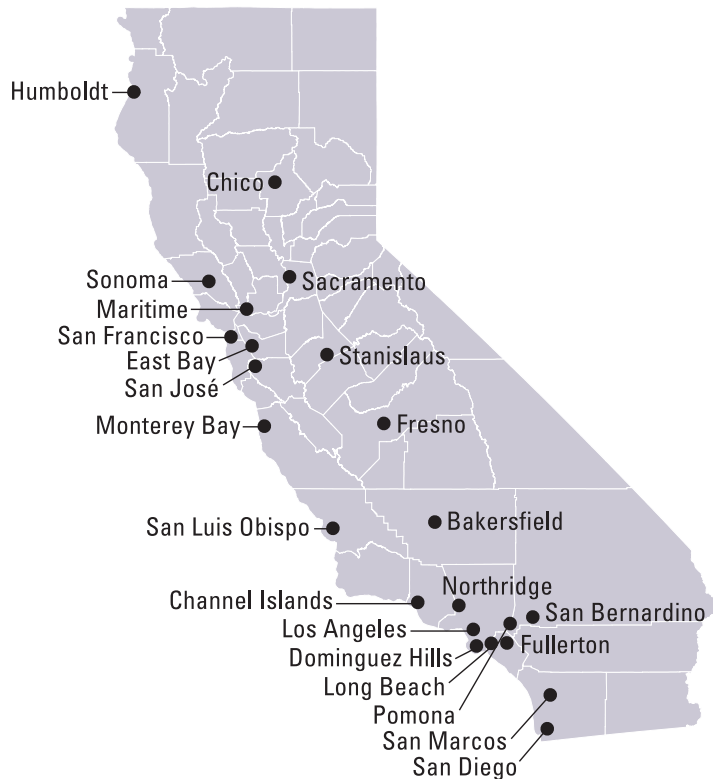 Humboldt
Chico
Sonoma
Sacramento
Maritime
San Francisco
East Bay
Stanislaus
San José
Monterey Bay
Fresno
San Luis Obispo
Bakersfield
Northridge
Channel Islands
San Bernardino
Los Angeles
Fullerton
Dominguez Hills
Long Beach
Pomona
San Marcos
San Diego